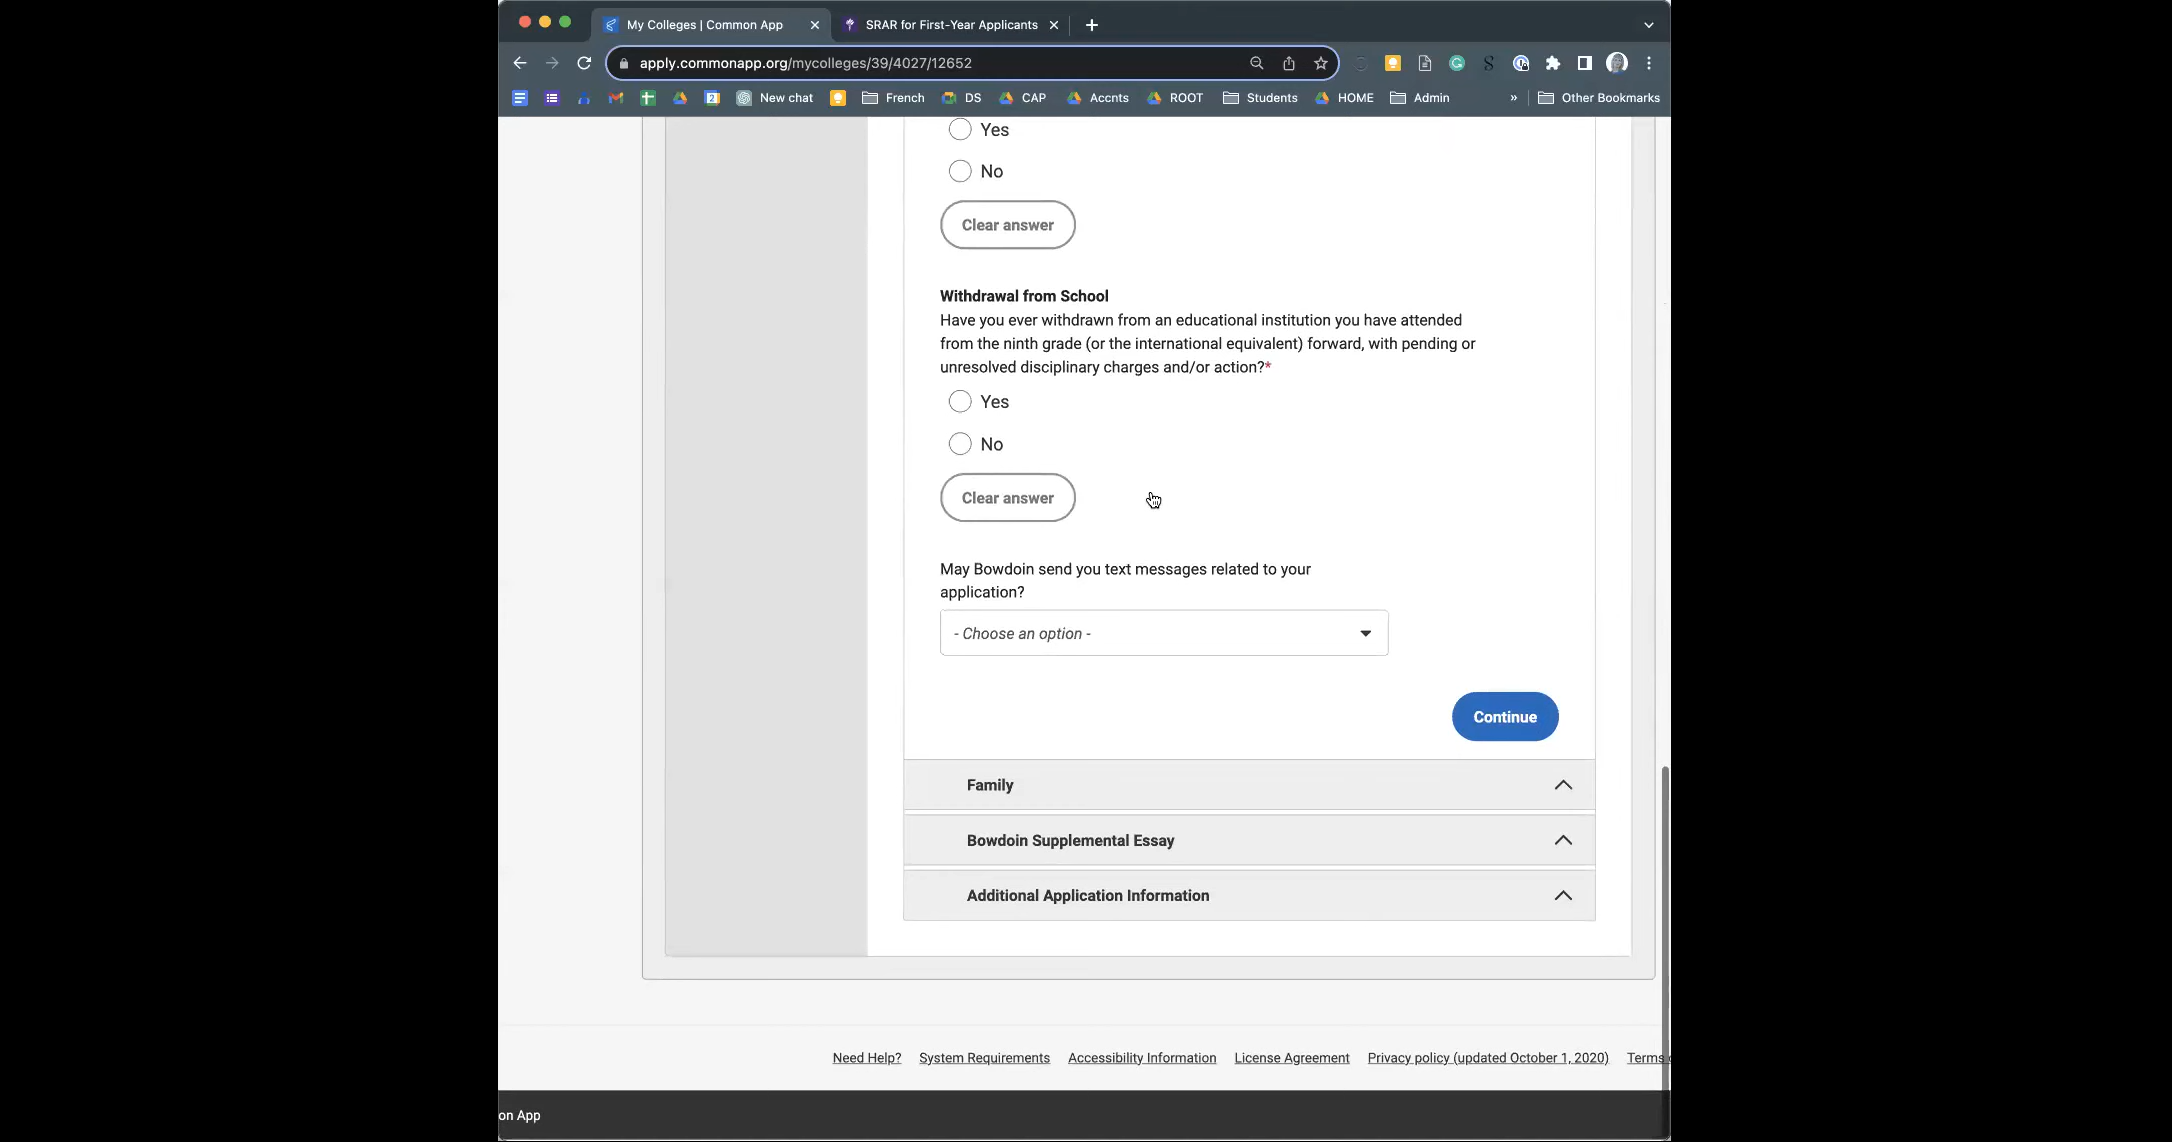 My Colleges | Common App
SRAR for First-Year Applicants
apply.commonapp.org/mycolleges/39/4027/12652
New chat
French
DS
CAP
Accnts
ROOT
Students
HOME
Admin
»
Other Bookmarks
Yes
No
Clear answer
Withdrawal from School
Have you ever withdrawn from an educational institution you have attended
from the ninth grade (or the international equivalent) forward, with pending or
unresolved disciplinary charges and/or action?*
Yes
No
Clear answer
May Bowdoin send you text messages related to your
application?
- Choose an option -
Continue
Family
Bowdoin Supplemental Essay
Additional Application Information
Need Help?
System Requirements
Accessibility Information
License Agreement
Privacy policy (updated October 1, 2020)
Terms
on App